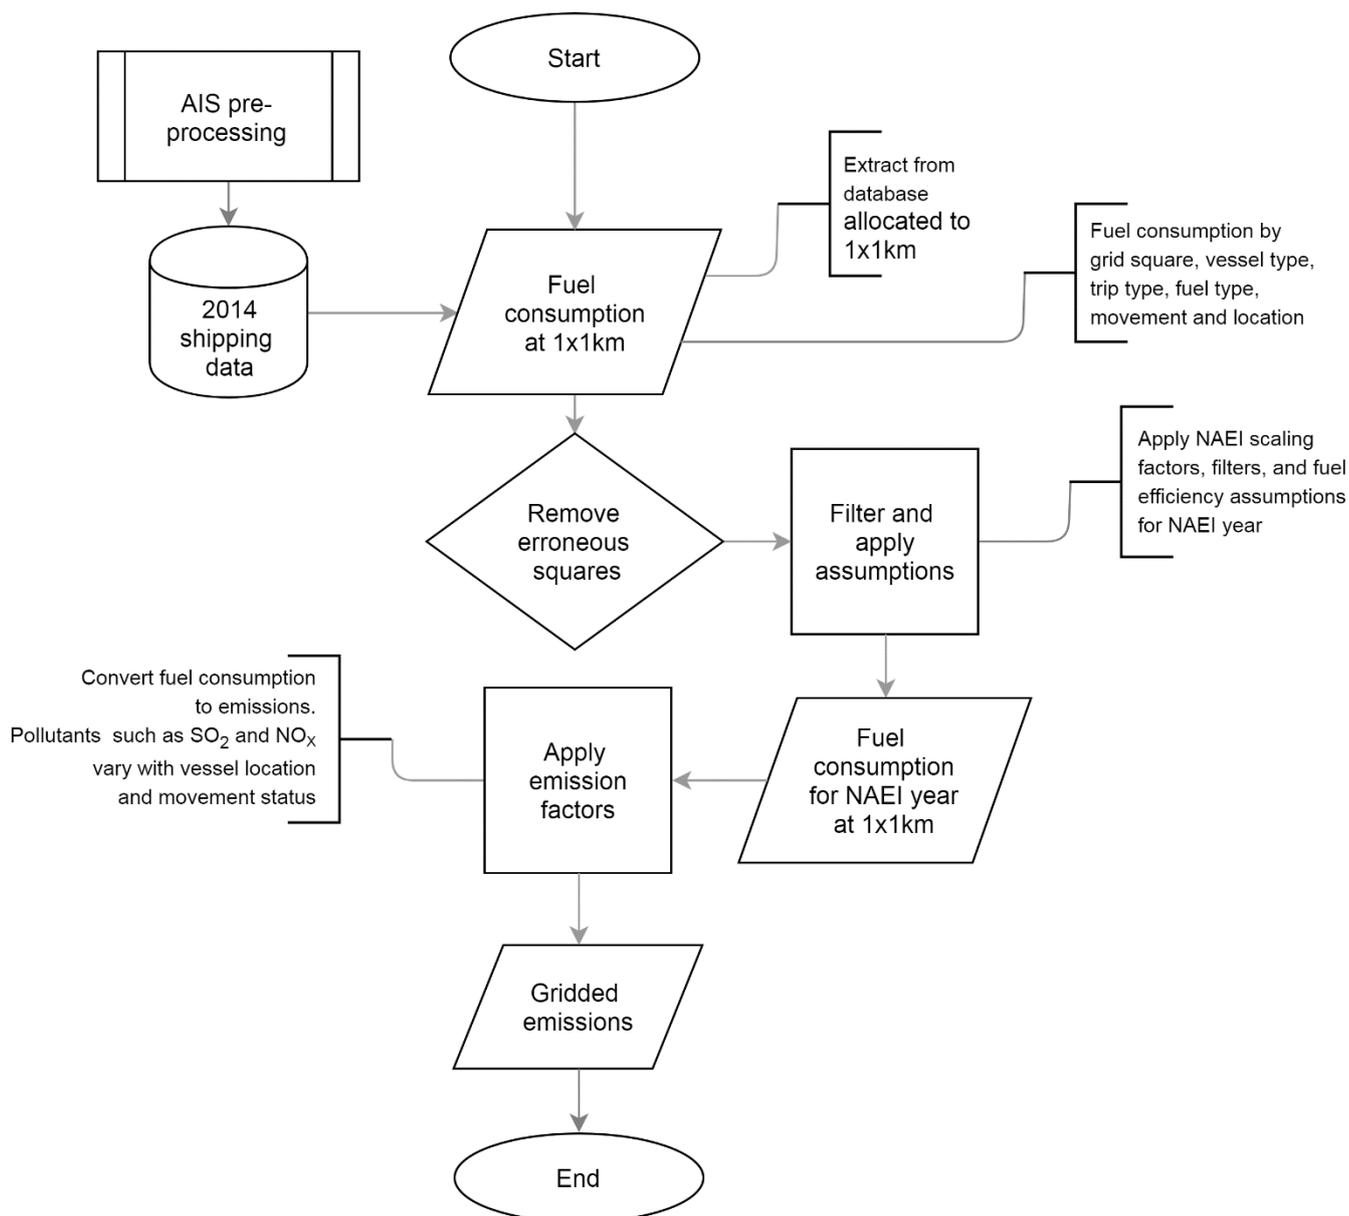 Start
AIS pre-
processing
Extract from
database
allocated to
1x1km
Fuel consumption by
grid square, vessel type,
trip type, fuel type,
movement and location
Fuel
consumption
at 1x1km
2014
shipping
data
Apply NAEI scaling
factors, filters, and fuel
efficiency assumptions
for NAEI year
Remove
erroneous
squares
Filter and
apply
assumptions
Convert fuel consumption
to emissions.
Pollutants  such as SO2 and NOX
vary with vessel location
and movement status
Apply
emission
factors
Fuel
consumption
for NAEI year
at 1x1km
Gridded
emissions
End